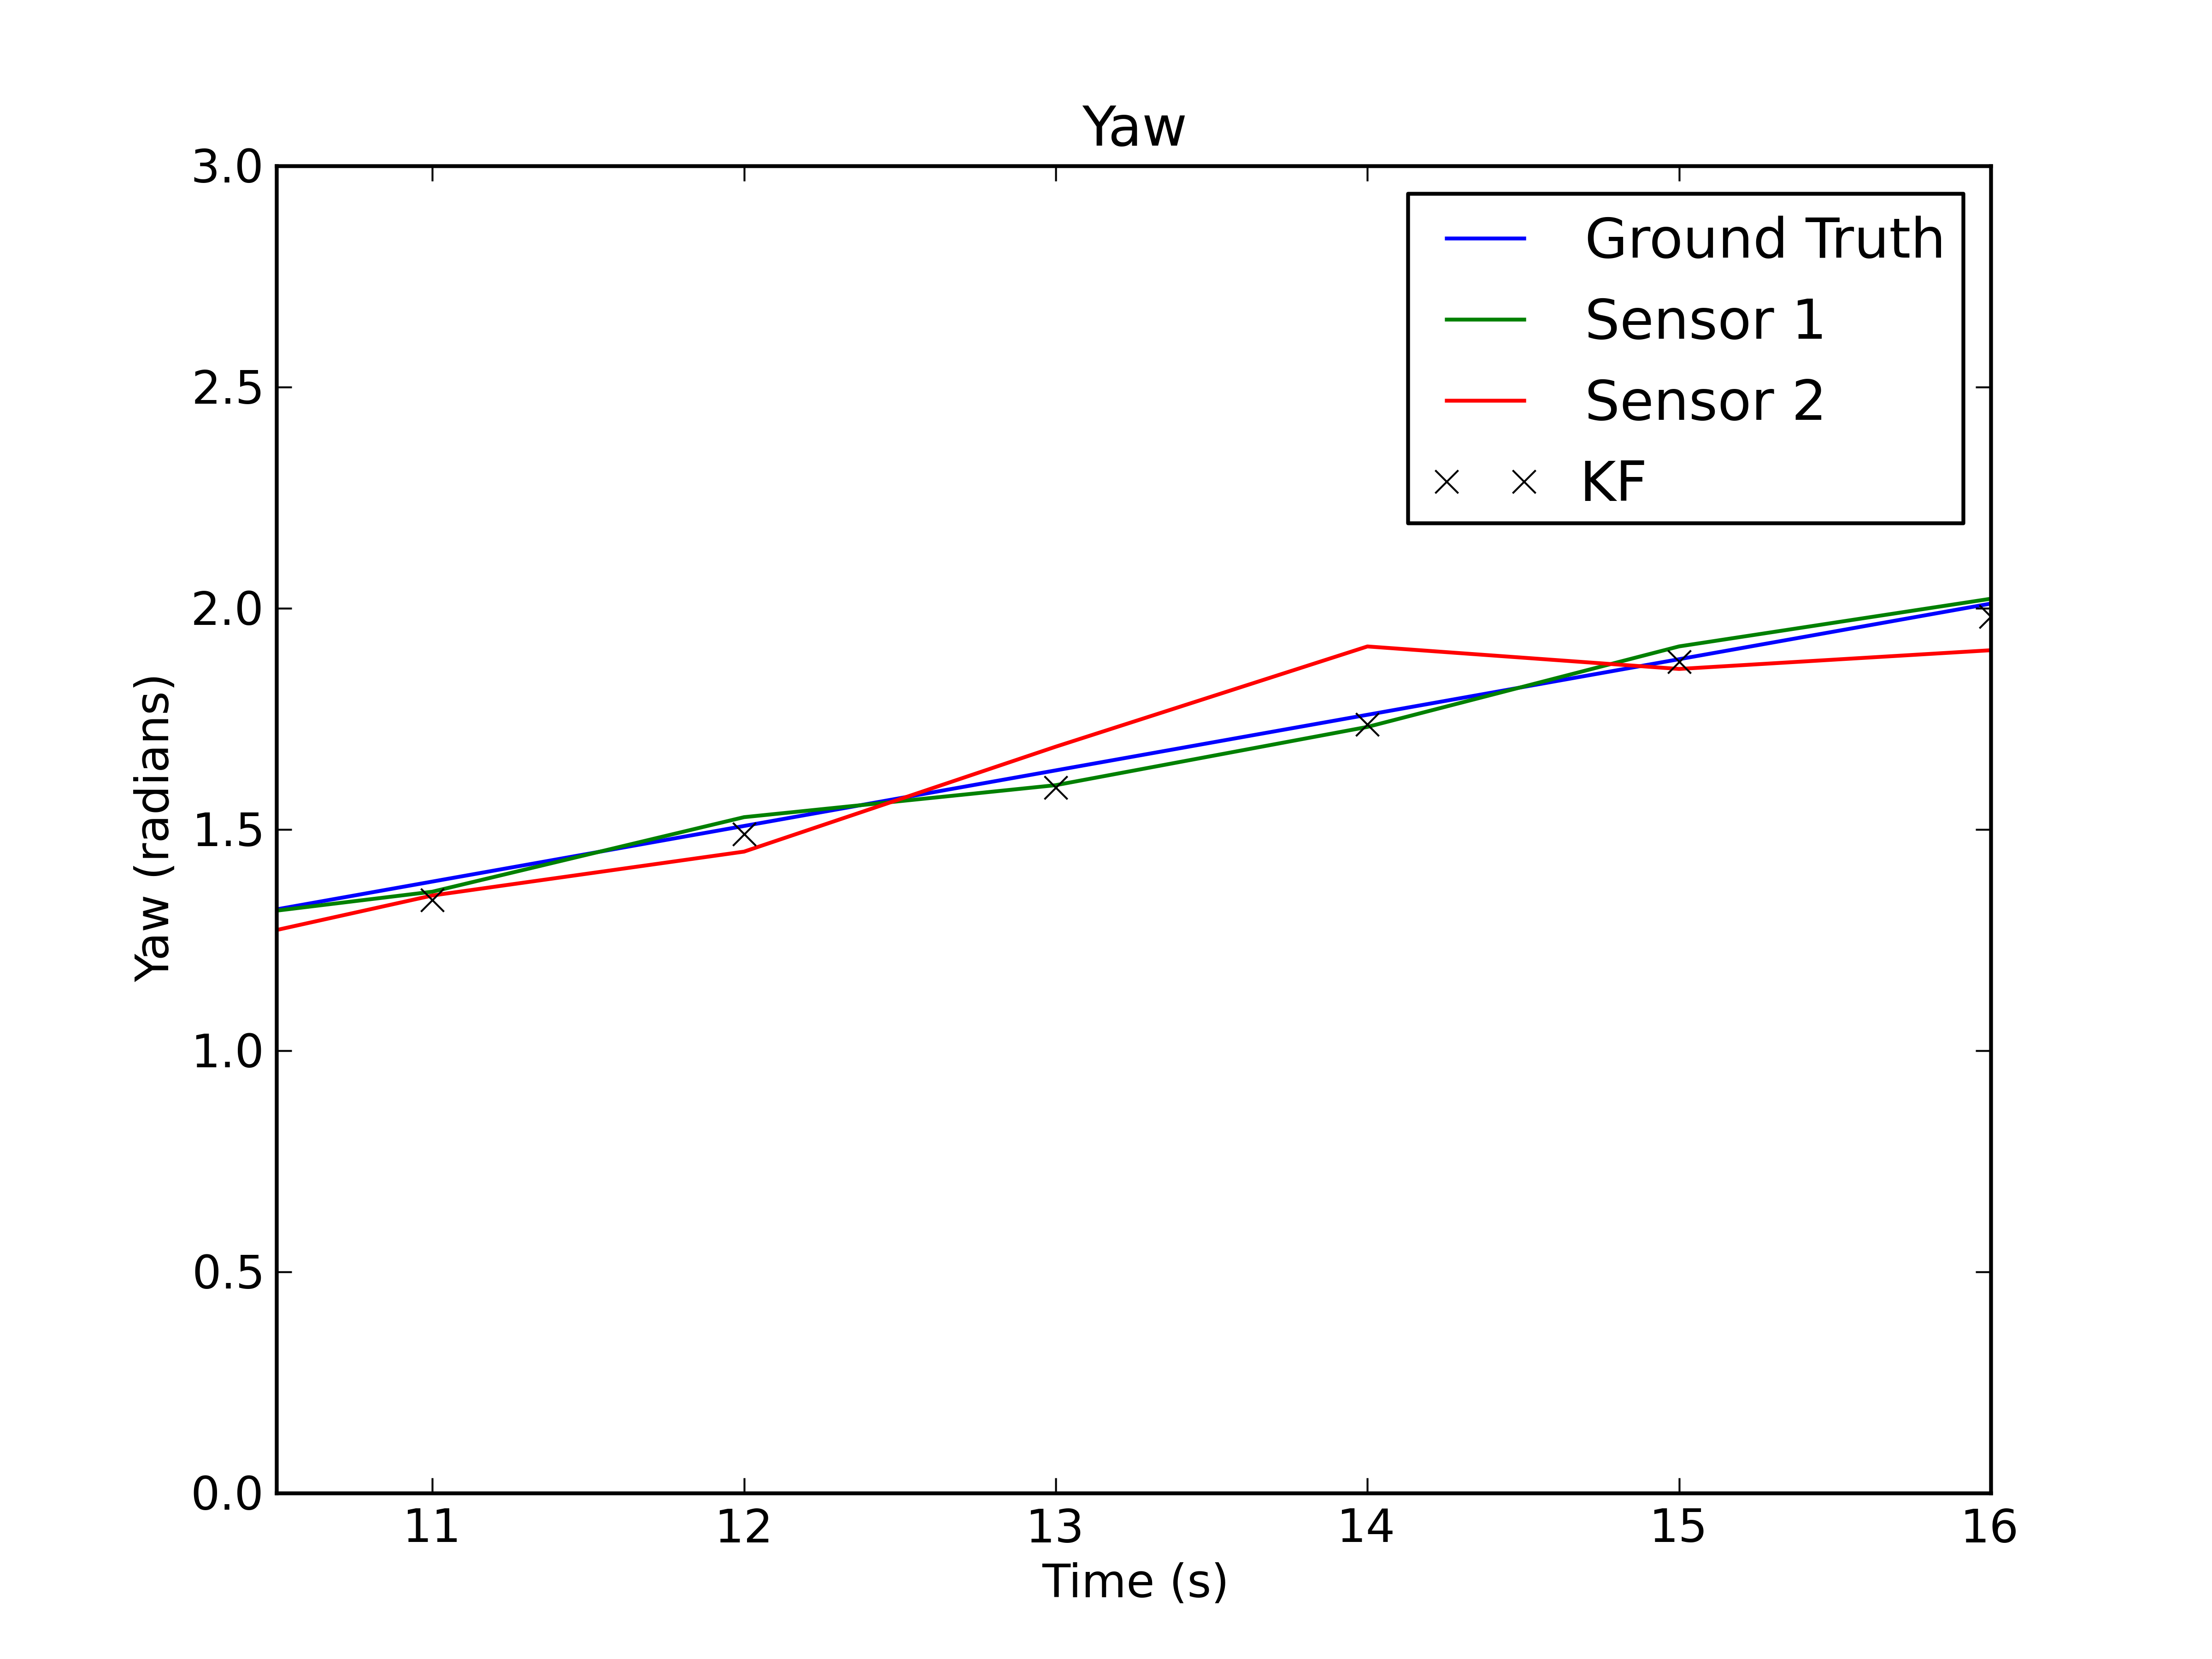 Yaw
3.0
2.5
2.0
1.5
1.0
0.5
0.0
Yaw (radians)
Ground Truth
Sensor 1
Sensor 2
KF
11 12 13 14 15 16
Time (s)